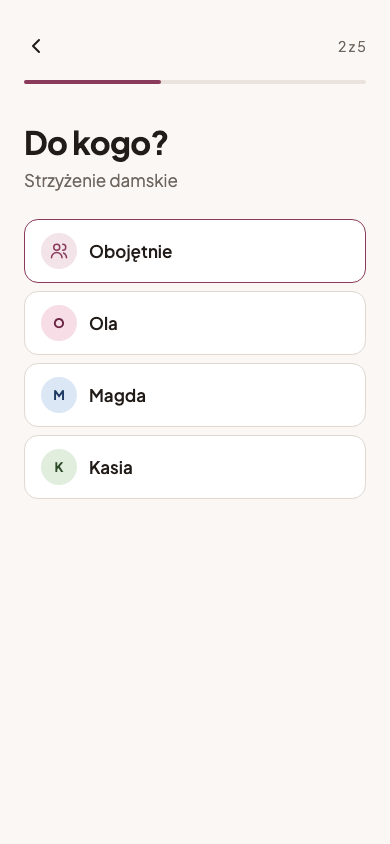 2 z 5
Do kogo?
Strzyżenie damskie
Obojętnie
O Ola
M Magda
K Kasia